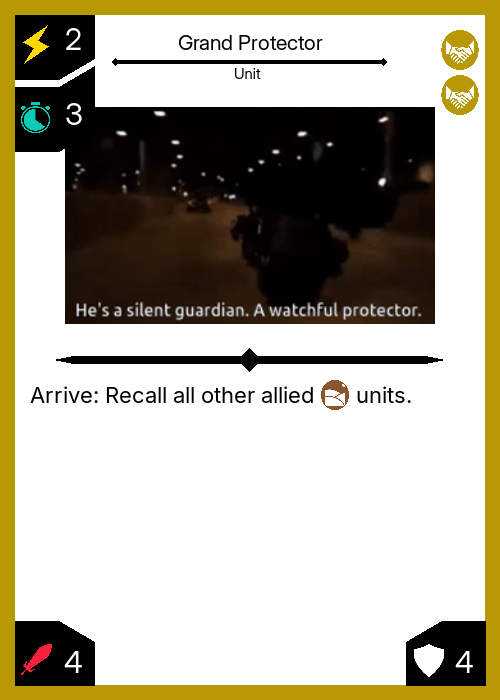 2
Grand Protector
Unit
3
He's a silent guardian. A watchful protector.
Arrive: Recall all other allied units.
4
4